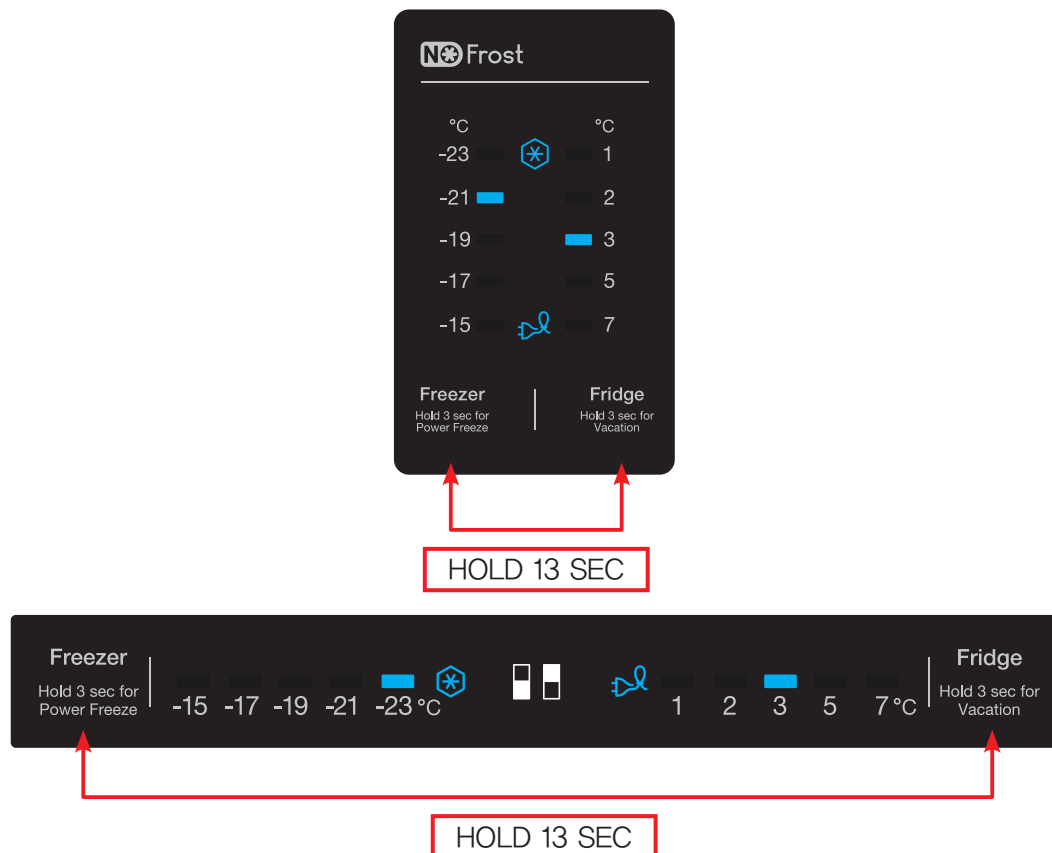 NO Frost
°C °C
-23 1
-21 2
-19 3
-17 5
-15 7
Freezer Fridge
Hold 3 sec for Hold 3 sec for
Power Freeze Vacation
HOLD 13 SEC
Freezer Fridge
Hold 3 sec for Hold 3 sec for
Power Freeze Vacation
-15 -17 -19 -21 -23 °C 1 2 3 5 7 °C
HOLD 13 SEC